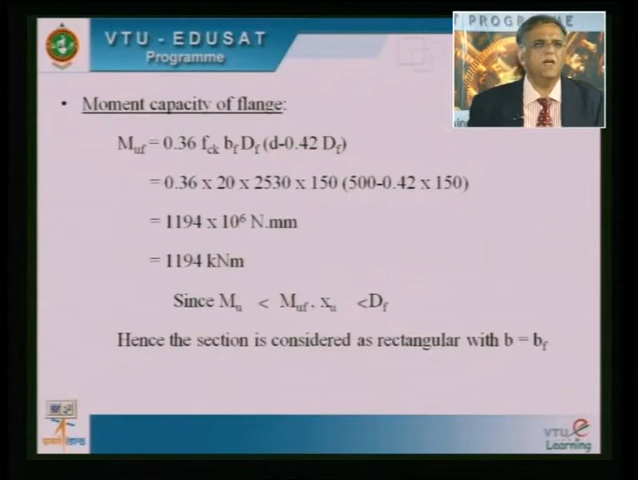 VTU - EDUSAT
Programme
T PROGRAMME
• Moment capacity of flange:
Muf = 0.36 fck bf Df (d-0.42 Df)
= 0.36 x 20 x 2530 x 150 (500-0.42 x 150)
= 1194 x 10⁶ N.mm
= 1194 kNm
Since Mu < Muf, xu <Df
Hence the section is considered as rectangular with b = bf
VTU e
Learning